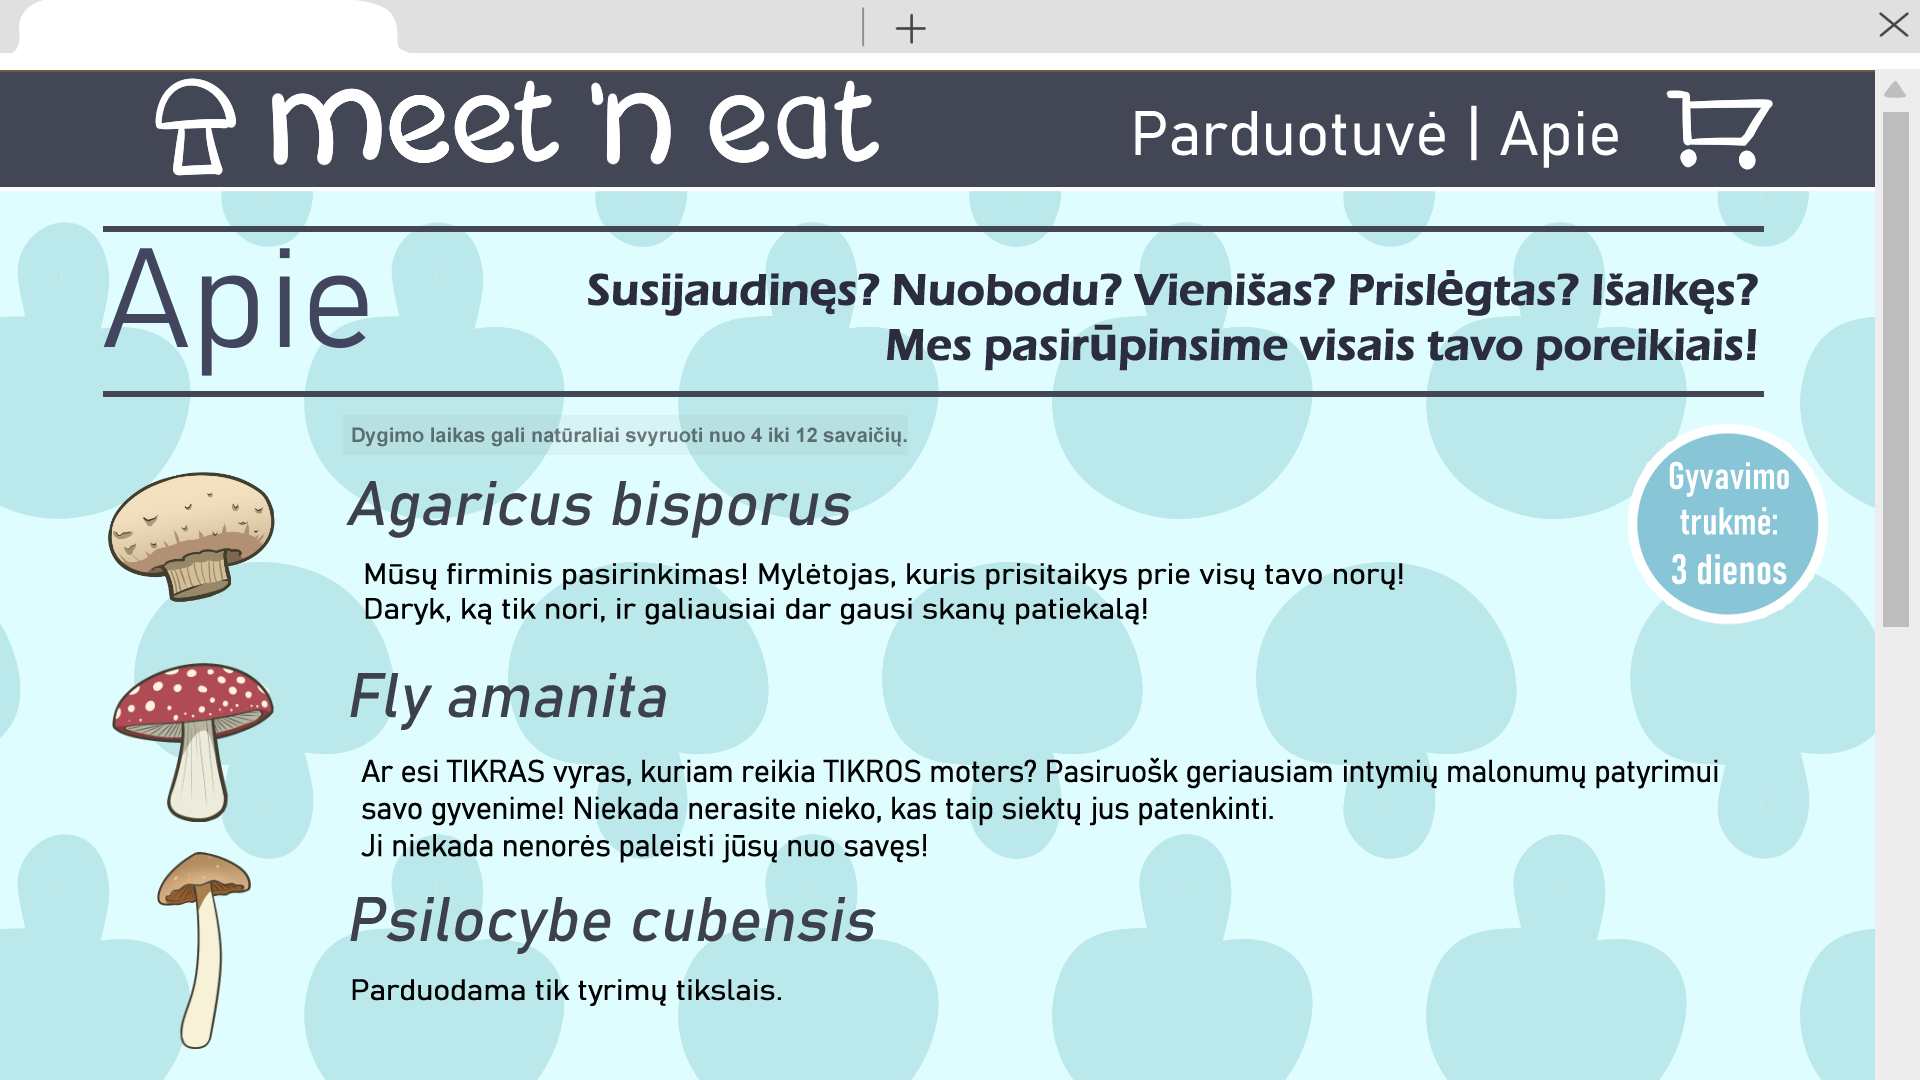 meet 'n eat
Parduotuvė | Apie
Apie
Susijaudinęs? Nuobodu? Vienišas? Prislėgtas? Išalkęs?
Mes pasirūpinsime visais tavo poreikiais!
Dygimo laikas gali natūraliai svyruoti nuo 4 iki 12 savaičių.
Gyvavimo
trukmė:
3 dienos
Agaricus bisporus
Mūsų firminis pasirinkimas! Mylėtojas, kuris prisitaikys prie visų tavo norų!
Daryk, ką tik nori, ir galiausiai dar gausi skanų patiekalą!
Fly amanita
Ar esi TIKRAS vyras, kuriam reikia TIKROS moters? Pasiruošk geriausiam intymių malonumų patyrimui
savo gyvenime! Niekada nerasite nieko, kas taip siektų jus patenkinti.
Ji niekada nenorės paleisti jūsų nuo savęs!
Psilocybe cubensis
Parduodama tik tyrimų tikslais.